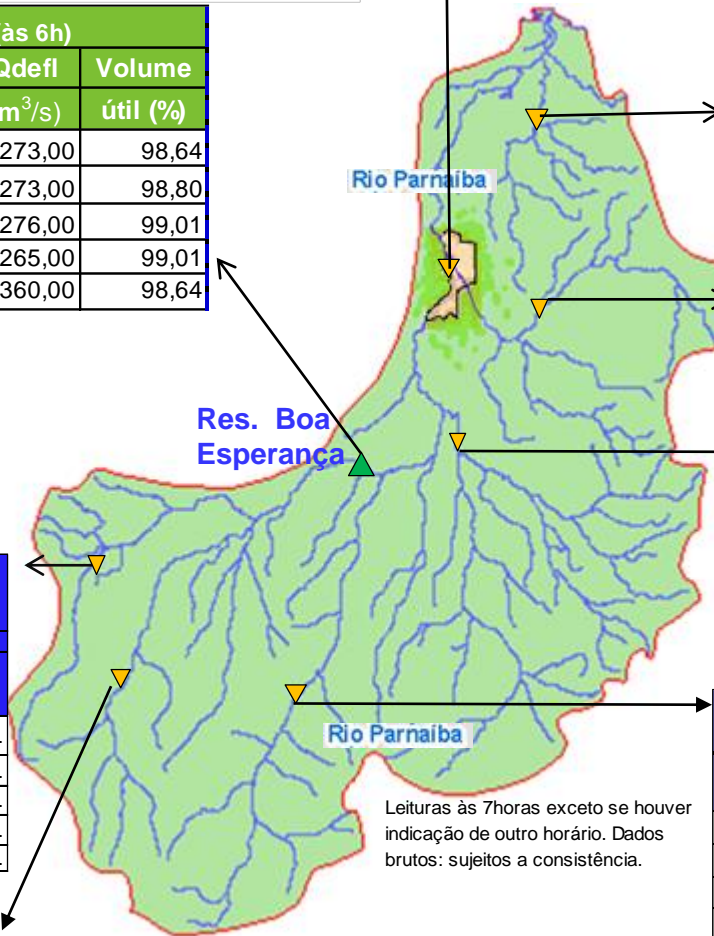 (às 6h)
Qdefl Volume
m³/s) útil (%)
273,00 98,64
273,00 98,80
276,00 99,01
265,00 99,01
360,00 98,64
Rio Parnaíba
Res. Boa
Esperança
Rio Parnaíba
Leituras às 7horas exceto se houver
indicação de outro horário. Dados
brutos: sujeitos a consistência.